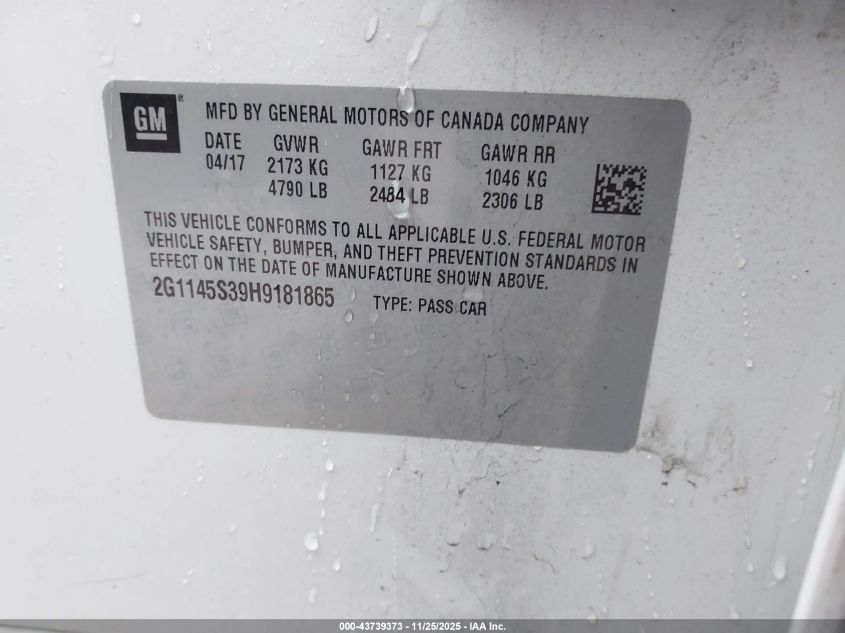 GM®
MFD BY GENERAL MOTORS OF CANADA COMPANY
DATE GVWR GAWR FRT GAWR RR
04/17 2173 KG 1127 KG 1046 KG
4790 LB 2484 LB 2306 LB
THIS VEHICLE CONFORMS TO ALL APPLICABLE U.S. FEDERAL MOTOR
VEHICLE SAFETY, BUMPER, AND THEFT PREVENTION STANDARDS IN
EFFECT ON THE DATE OF MANUFACTURE SHOWN ABOVE.
2G1145S39H9181865 TYPE: PASS CAR
000-43739373 - 11/25/2025 - IAA Inc.